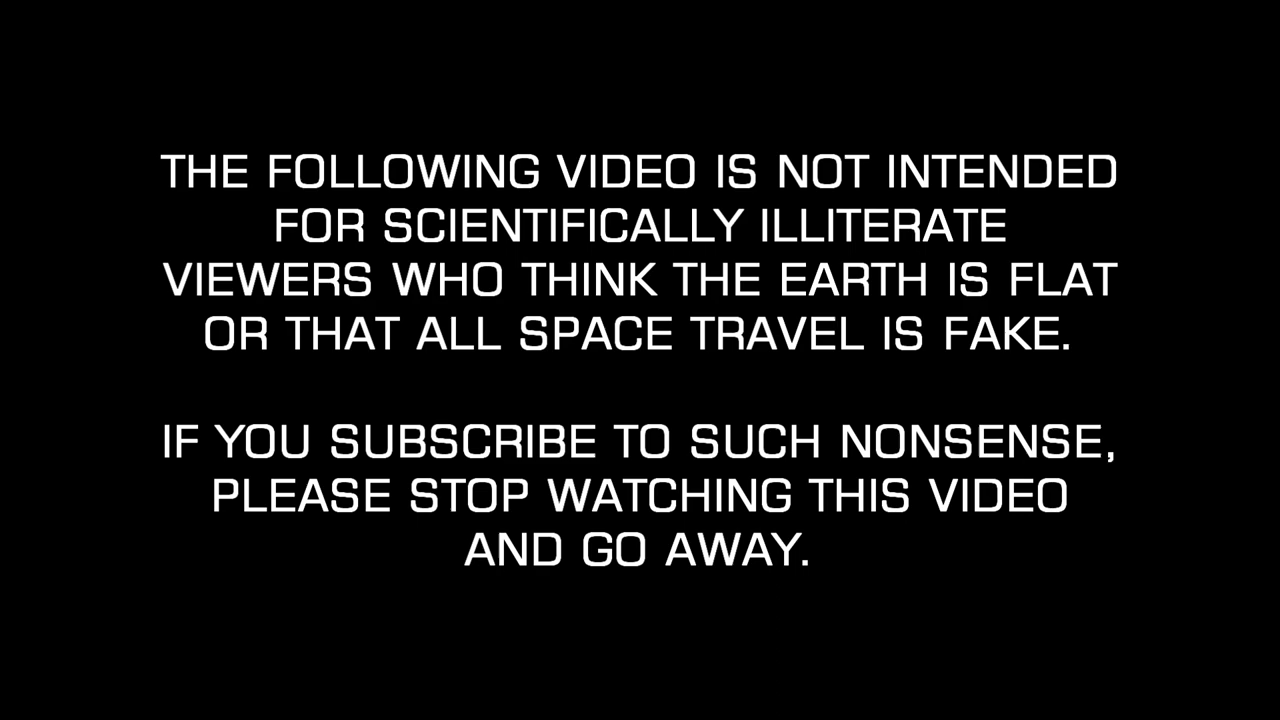 THE FOLLOWING VIDEO IS NOT INTENDED
FOR SCIENTIFICALLY ILLITERATE
VIEWERS WHO THINK THE EARTH IS FLAT
OR THAT ALL SPACE TRAVEL IS FAKE.
IF YOU SUBSCRIBE TO SUCH NONSENSE,
PLEASE STOP WATCHING THIS VIDEO
AND GO AWAY.